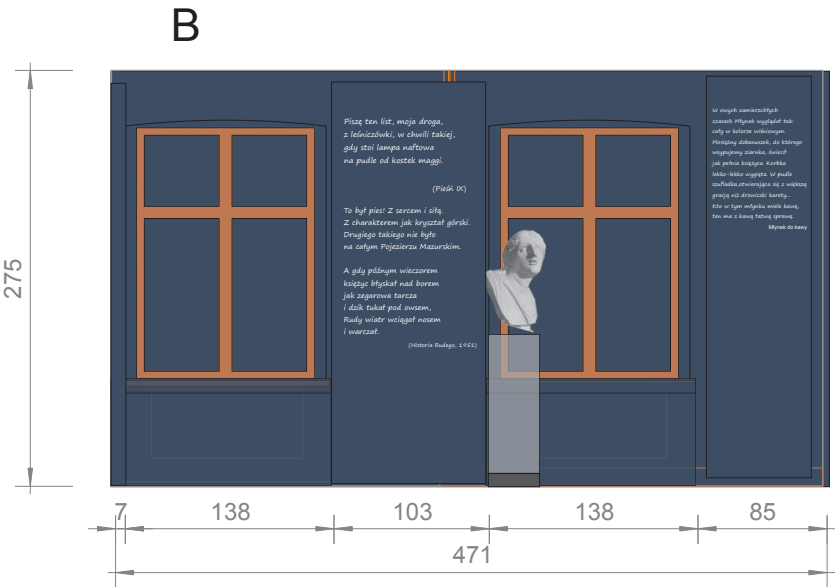 B
Piszę ten list, moja droga,
z leśniczówki, w chwili takiej,
gdy stoi lampa naftowa
na pudle od kostek maggi.
(Pieśń IX)
To był pies! Z sercem i siłą.
Z charakterem jak kryształ górski.
Drugiego takiego nie było
na całym Pojezierzu Mazurskim.
A gdy późnym wieczorem
księżyc błyskał nad borem
jak zegarowa tarcza
i dzik tukał pod owsem,
Rudy wiatr wciągał nosem
i warczał.
(Historia Rudego, 1951)
W owych zamierzchłych
czasach Młynek wyglądał tak:
cały w kolorze wiśniowym.
Mosiężny dzbanuszek, do którego
wsypujemy ziarnka, świecił
jak pełnia księżyca. Korbka
lekko-lekko wygięta. W pudle
szufladka,otwierająca się z większą
gracją niż drzwiczki karety...
Kto w tym młynku miele kawę,
ten ma z kawą łatwą sprawę.
Młynek do kawy
275
7
138
103
138
85
471